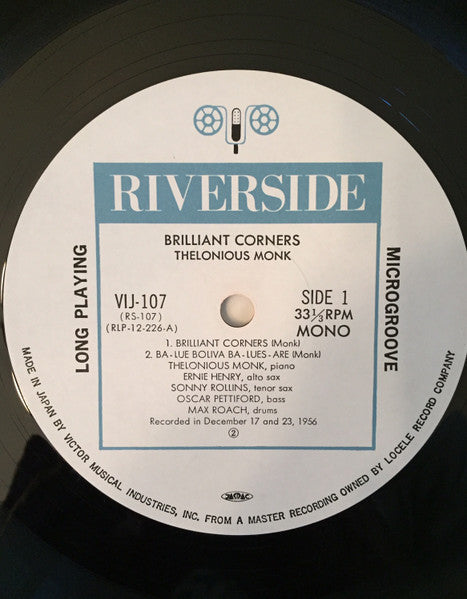 RIVERSIDE
BRILLIANT CORNERS
THELONIOUS MONK
LONG PLAYING
MICROGROOVE
VIJ-107
(RS-107)
(RLP-12-226-A)
SIDE 1
33⅓RPM
MONO
1. BRILLIANT CORNERS (Monk)
2. BA-LUE BOLIVA BA-LUES-ARE (Monk)
THELONIOUS MONK, piano
ERNIE HENRY, alto sax
SONNY ROLLINS, tenor sax
OSCAR PETTIFORD, bass
MAX ROACH, drums
Recorded in December 17 and 23, 1956
②
JASRAC
MADE IN JAPAN BY VICTOR MUSICAL INDUSTRIES, INC. FROM A MASTER RECORDING OWNED BY LOCELE RECORD COMPANY